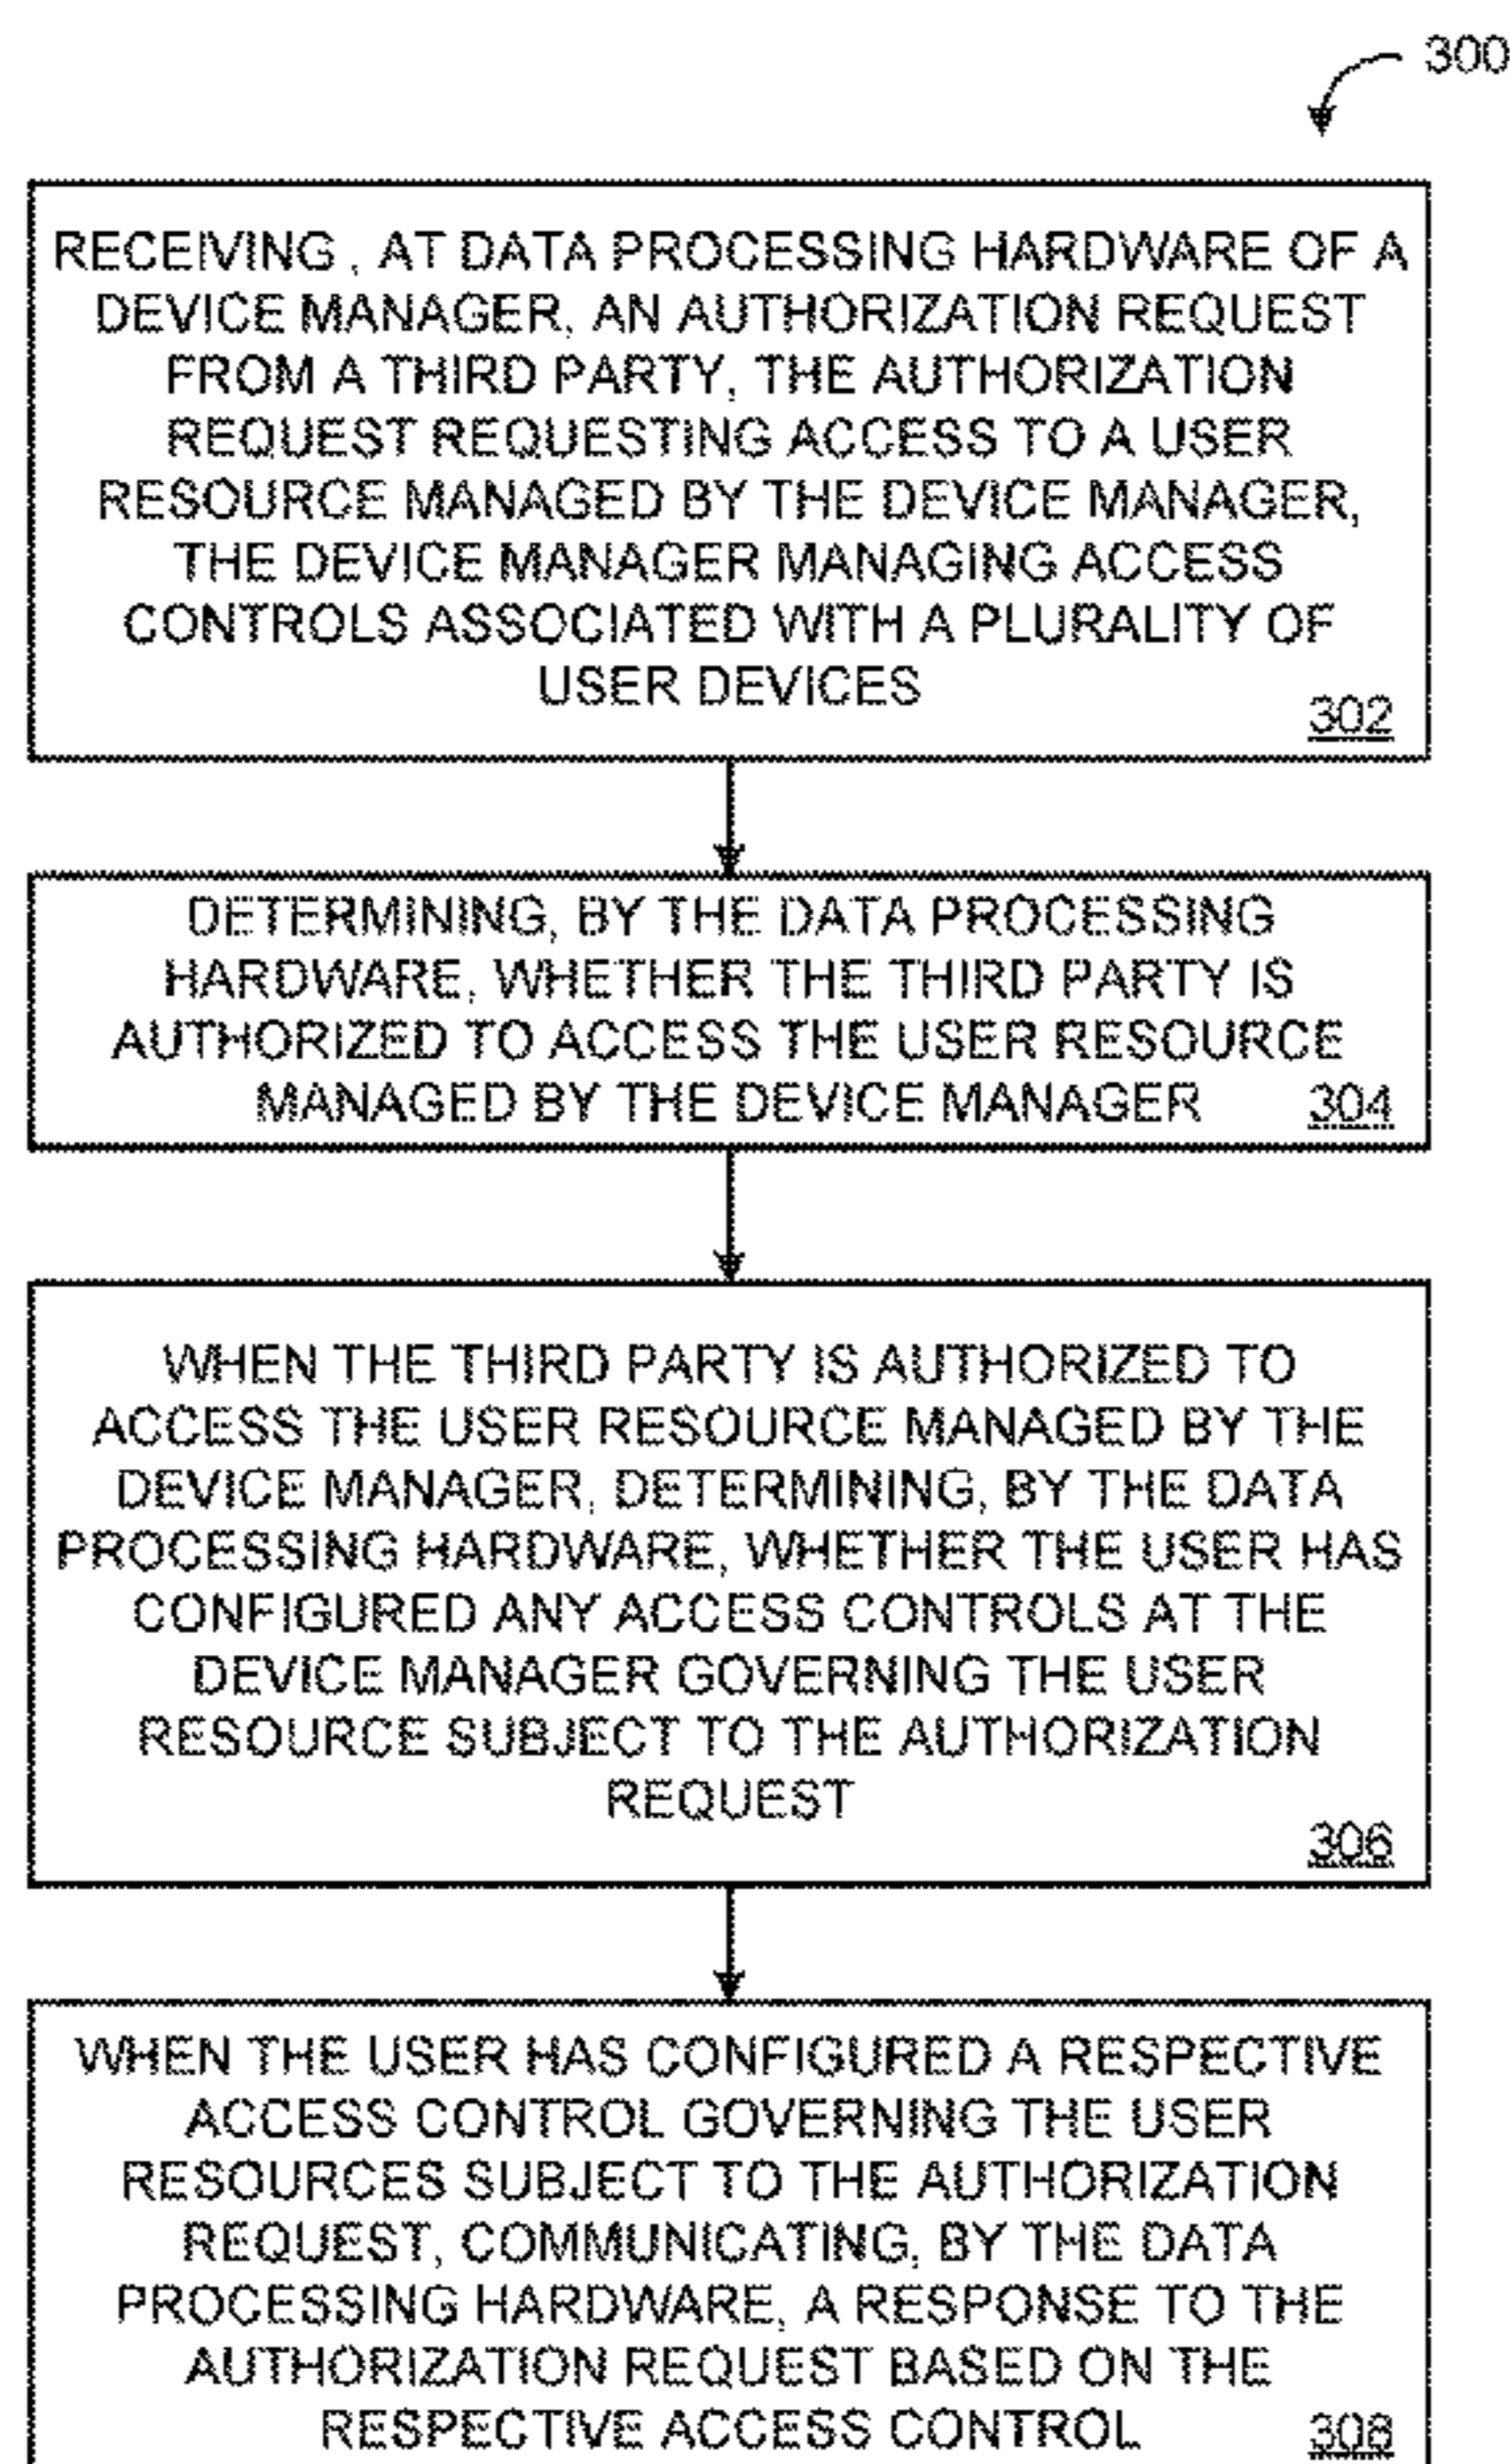 300
RECEIVING , AT DATA PROCESSING HARDWARE OF A
DEVICE MANAGER, AN AUTHORIZATION REQUEST
FROM A THIRD PARTY, THE AUTHORIZATION
REQUEST REQUESTING ACCESS TO A USER
RESOURCE MANAGED BY THE DEVICE MANAGER,
THE DEVICE MANAGER MANAGING ACCESS
CONTROLS ASSOCIATED WITH A PLURALITY OF
USER DEVICES
302
DETERMINING, BY THE DATA PROCESSING
HARDWARE, WHETHER THE THIRD PARTY IS
AUTHORIZED TO ACCESS THE USER RESOURCE
MANAGED BY THE DEVICE MANAGER
304
WHEN THE THIRD PARTY IS AUTHORIZED TO
ACCESS THE USER RESOURCE MANAGED BY THE
DEVICE MANAGER, DETERMINING, BY THE DATA
PROCESSING HARDWARE, WHETHER THE USER HAS
CONFIGURED ANY ACCESS CONTROLS AT THE
DEVICE MANAGER GOVERNING THE USER
RESOURCE SUBJECT TO THE AUTHORIZATION
REQUEST
306
WHEN THE USER HAS CONFIGURED A RESPECTIVE
ACCESS CONTROL GOVERNING THE USER
RESOURCES SUBJECT TO THE AUTHORIZATION
REQUEST, COMMUNICATING, BY THE DATA
PROCESSING HARDWARE, A RESPONSE TO THE
AUTHORIZATION REQUEST BASED ON THE
RESPECTIVE ACCESS CONTROL
308